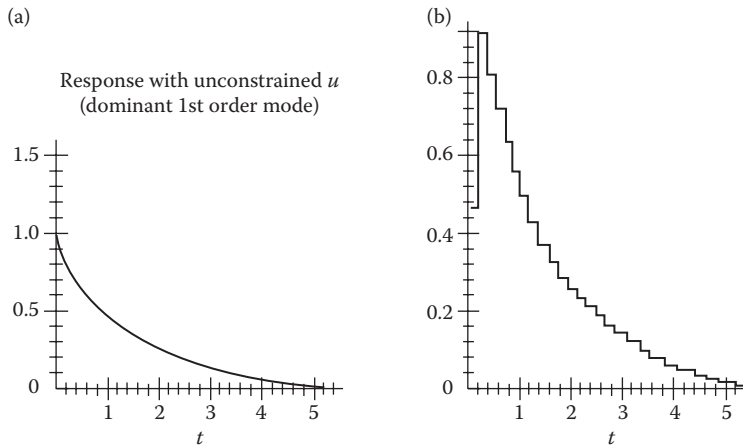 (a)
Response with unconstrained u
(dominant 1st order mode)
1.5
1.0
0.5
0
1 2 3 4 5
t
(b)
0.8
0.6
0.4
0.2
0
1 2 3 4 5
t